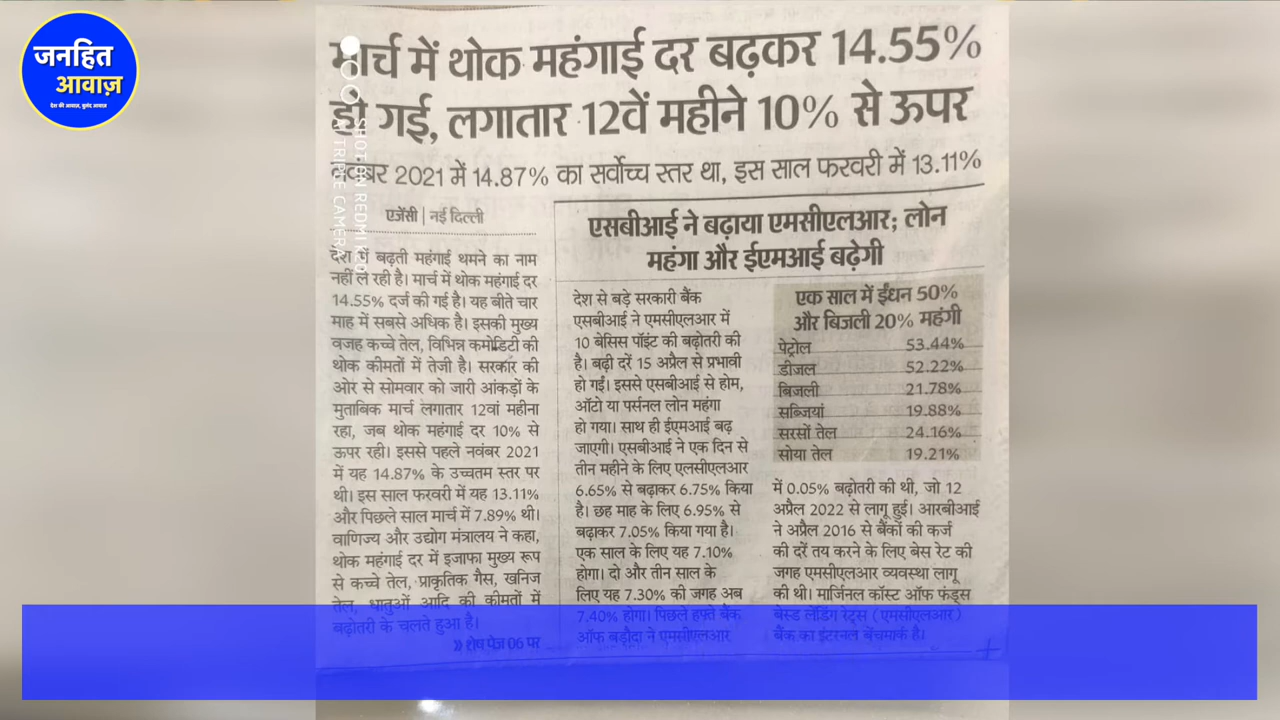 जनहित
आवाज़
देश की आवाज़, बुलंद आवाज़
मार्च में थोक महंगाई दर बढ़कर 14.55%
हो गई, लगातार 12वें महीने 10% से ऊपर
नवंबर 2021 में 14.87% का सर्वोच्च स्तर था, इस साल फरवरी में 13.11%
एजेंसी | नई दिल्ली
देश में बढ़ती महंगाई थमने का नाम
नहीं ले रही है। मार्च में थोक महंगाई दर
14.55% दर्ज की गई है। यह बीते चार
माह में सबसे अधिक है। इसकी मुख्य
वजह कच्चे तेल, विभिन्न कमोडिटी की
थोक कीमतों में तेजी है। सरकार की
ओर से सोमवार को जारी आंकड़ों के
मुताबिक मार्च लगातार 12वां महीना
रहा, जब थोक महंगाई दर 10% से
ऊपर रही। इससे पहले नवंबर 2021
में यह 14.87% के उच्चतम स्तर पर
थी। इस साल फरवरी में यह 13.11%
और पिछले साल मार्च में 7.89% थी।
वाणिज्य और उद्योग मंत्रालय ने कहा,
थोक महंगाई दर में इजाफा मुख्य रूप
से कच्चे तेल, प्राकृतिक गैस, खनिज
तेल, धातुओं आदि की कीमतों में
बढ़ोतरी के चलते हुआ है।
» शेष पेज 06 पर
एसबीआई ने बढ़ाया एमसीएलआर; लोन
महंगा और ईएमआई बढ़ेगी
देश से बड़े सरकारी बैंक
एसबीआई ने एमसीएलआर में
10 बेसिस पॉइंट की बढ़ोतरी की
है। बढ़ी दरें 15 अप्रैल से प्रभावी
हो गईं। इससे एसबीआई से होम,
ऑटो या पर्सनल लोन महंगा
हो गया। साथ ही ईएमआई बढ़
जाएगी। एसबीआई ने एक दिन से
तीन महीने के लिए एलसीएलआर
6.65% से बढ़ाकर 6.75% किया
है। छह माह के लिए 6.95% से
बढ़ाकर 7.05% किया गया है।
एक साल के लिए यह 7.10%
होगा। दो और तीन साल के
लिए यह 7.30% की जगह अब
7.40% होगा। पिछले हफ्ते बैंक
ऑफ बड़ौदा ने एमसीएलआर
एक साल में ईंधन 50%
और बिजली 20% महंगी
पेट्रोल 53.44%
डीजल 52.22%
बिजली 21.78%
सब्जियां 19.88%
सरसों तेल 24.16%
सोया तेल 19.21%
में 0.05% बढ़ोतरी की थी, जो 12
अप्रैल 2022 से लागू हुई। आरबीआई
ने अप्रैल 2016 से बैंकों की कर्ज
की दरें तय करने के लिए बेस रेट की
जगह एमसीएलआर व्यवस्था लागू
की थी। मार्जिनल कॉस्ट ऑफ फंड्स
बेस्ड लेंडिंग रेट्स (एमसीएलआर)
बैंक का इंटरनल बेंचमार्क है।
SHOT ON REDMI
AI TRIPLE CAMERA